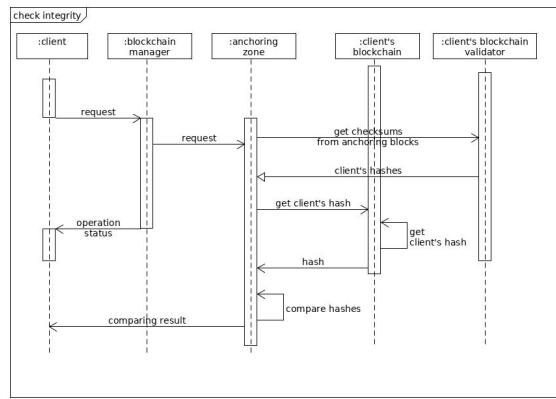 check integrity
:client
:blockchain
manager
:anchoring
zone
:client's
blockchain
:client's blockchain
validator
request
request
get checksums
from anchoring blocks
client's hashes
get client's hash
operation
status
get
client's hash
hash
compare hashes
comparing result